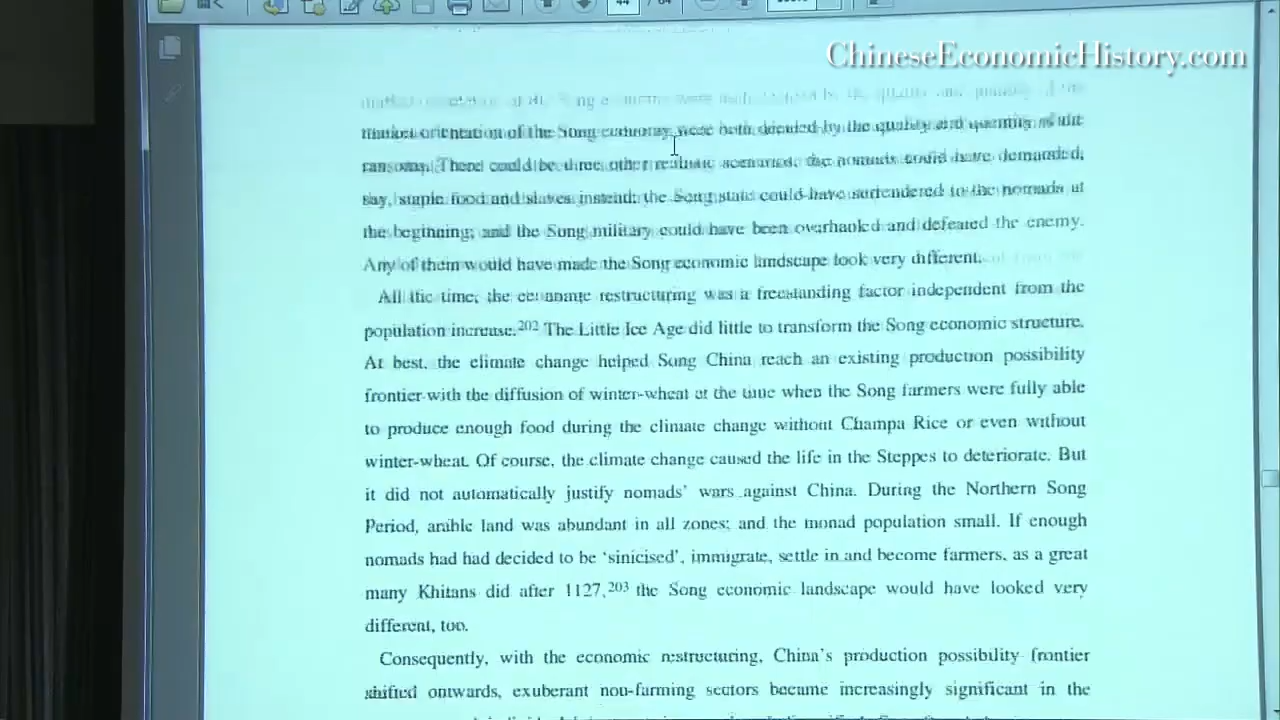 44 / 64
ChineseEconomicHistory.com
market orientation of the Song economy were both decided by the quality and quantity of the
ransoms. There could be three other realistic scenarios: the nomads could have demanded,
say, staple food and slaves instead; the Song state could have surrendered to the nomads at
the beginning; and the Song military could have been overhauled and defeated the enemy.
Any of them would have made the Song economic landscape look very different.
All the time, the economic restructuring was a freestanding factor independent from the
population increase.202 The Little Ice Age did little to transform the Song economic structure.
At best, the climate change helped Song China reach an existing production possibility
frontier with the diffusion of winter-wheat at the time when the Song farmers were fully able
to produce enough food during the climate change without Champa Rice or even without
winter-wheat. Of course, the climate change caused the life in the Steppes to deteriorate. But
it did not automatically justify nomads' wars against China. During the Northern Song
Period, arable land was abundant in all zones; and the monad population small. If enough
nomads had had decided to be 'sinicised', immigrate, settle in and become farmers, as a great
many Khitans did after 1127,203 the Song economic landscape would have looked very
different, too.
Consequently, with the economic restructuring, China's production possibility frontier
shifted outwards, exuberant non-farming sectors became increasingly significant in the